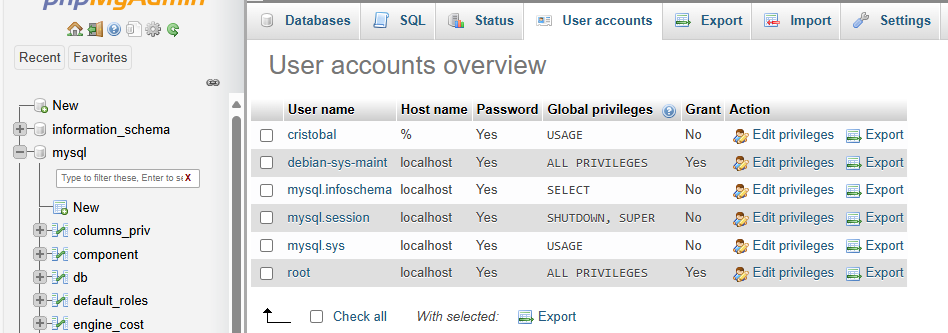 phpMyAdmin
Recent Favorites
New
information_schema
mysql
Type to filter these, Enter to se X
New
columns_priv
component
db
default_roles
engine_cost
Databases SQL Status User accounts Export Import Settings
User accounts overview
User name Host name Password Global privileges Grant Action
cristobal % Yes USAGE No Edit privileges Export
debian-sys-maint localhost Yes ALL PRIVILEGES Yes Edit privileges Export
mysql.infoschema localhost Yes SELECT No Edit privileges Export
mysql.session localhost Yes SHUTDOWN, SUPER No Edit privileges Export
mysql.sys localhost Yes USAGE No Edit privileges Export
root localhost Yes ALL PRIVILEGES Yes Edit privileges Export
Check all With selected: Export